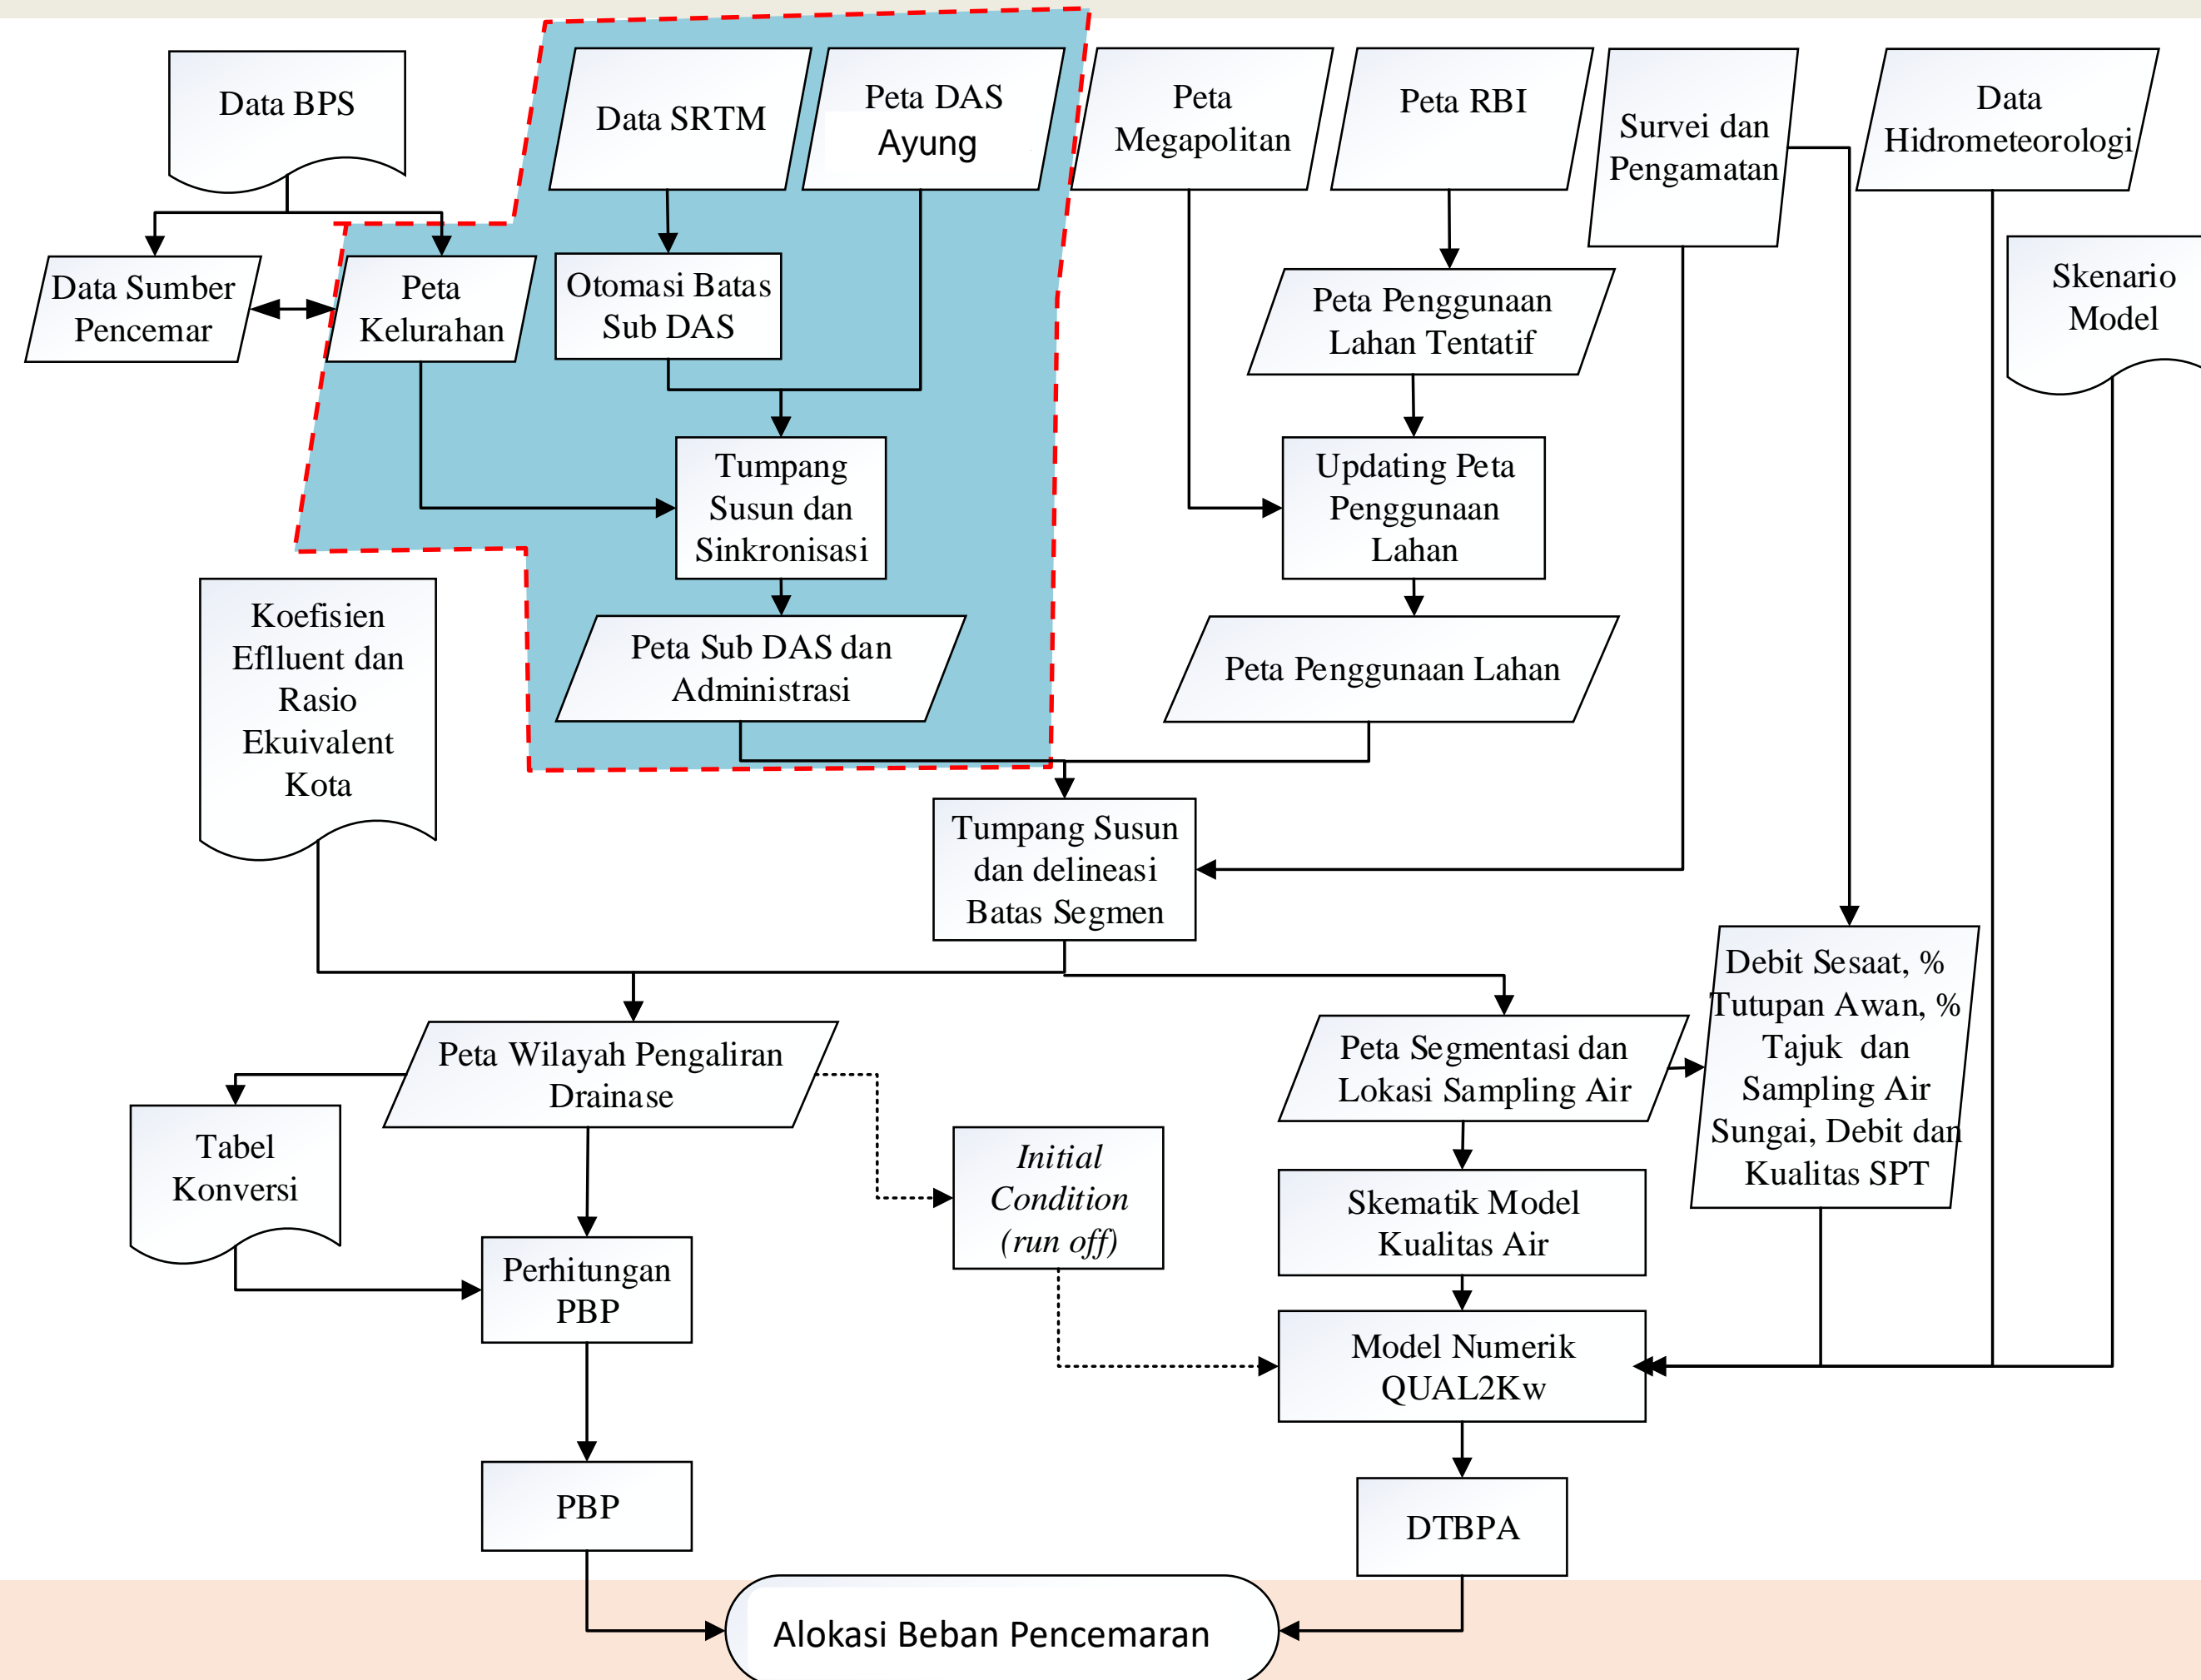 Data BPS
Data SRTM
Peta DAS
Ayung
Peta
Megapolitan
Peta RBI
Survei dan
Pengamatan
Data
Hidrometeorologi
Data Sumber
Pencemar
Peta
Kelurahan
Otomasi Batas
Sub DAS
Peta Penggunaan
Lahan Tentatif
Skenario
Model
Tumpang
Susun dan
Sinkronisasi
Updating Peta
Penggunaan
Lahan
Koefisien
Eflluent dan
Rasio
Ekuivalent
Kota
Peta Sub DAS dan
Administrasi
Peta Penggunaan Lahan
Tumpang Susun
dan delineasi
Batas Segmen
Debit Sesaat, %
Tutupan Awan, %
Tajuk dan
Sampling Air
Sungai, Debit dan
Kualitas SPT
Peta Wilayah Pengaliran
Drainase
Peta Segmentasi dan
Lokasi Sampling Air
Tabel
Konversi
Initial
Condition
(run off)
Skematik Model
Kualitas Air
Perhitungan
PBP
Model Numerik
QUAL2Kw
PBP
DTBPA
Alokasi Beban Pencemaran